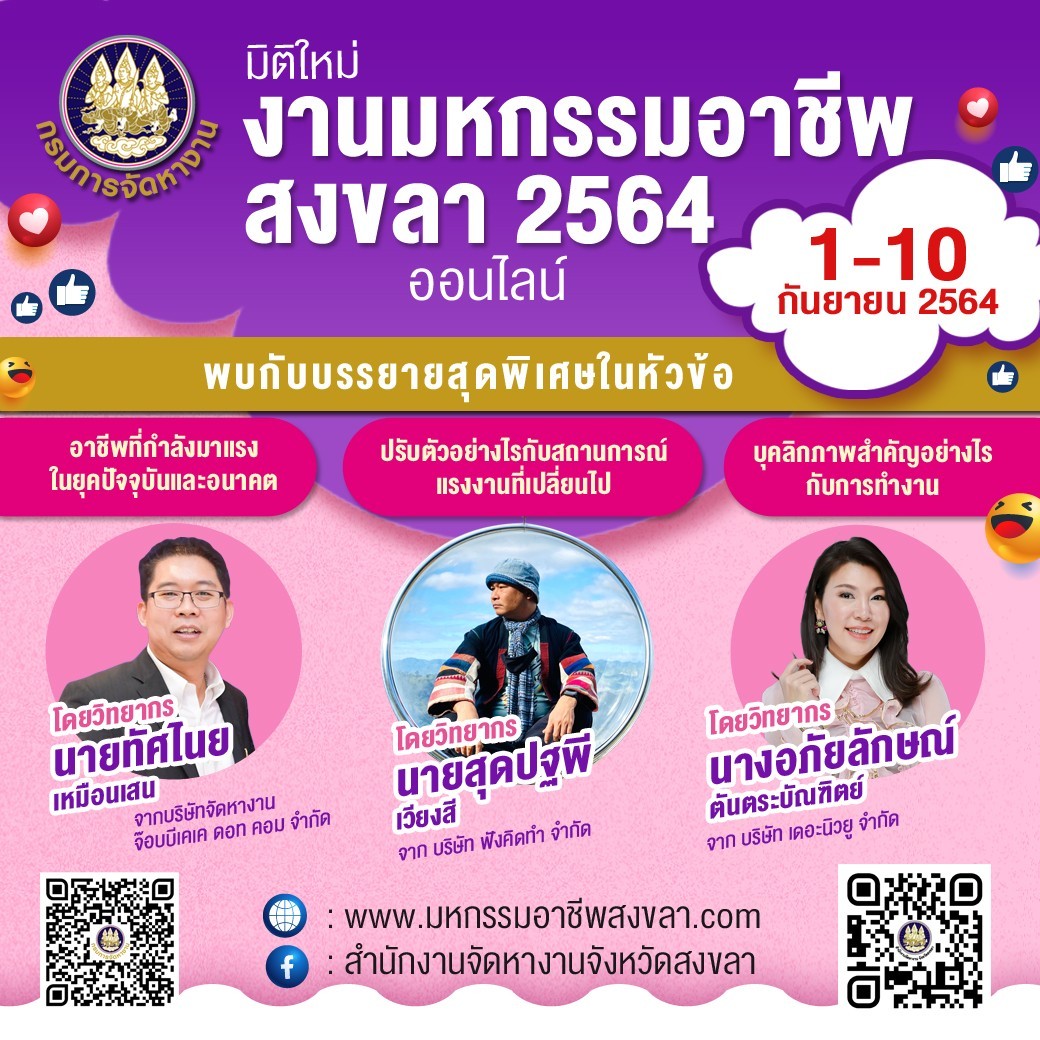 กรมการจัดหางาน
มิติใหม่
งานมหกรรมอาชีพ
สงขลา 2564
ออนไลน์
1-10
กันยายน 2564
พบกับบรรยายสุดพิเศษในหัวข้อ
อาชีพที่กำลังมาแรง
ในยุคปัจจุบันและอนาคต
ปรับตัวอย่างไรกับสถานการณ์
แรงงานที่เปลี่ยนไป
บุคลิกภาพสำคัญอย่างไร
กับการทำงาน
โดยวิทยากร
นายทัศไนย
เหมือนเสน
จากบริษัทจัดหางาน
จ๊อบบีเคเค ดอท คอม จำกัด
โดยวิทยากร
นายสุดปฐพี
เวียงสี
จาก บริษัท ฟังคิดทำ จำกัด
โดยวิทยากร
นางอภัยลักษณ์
ตันตระบัณฑิตย์
จาก บริษัท เดอะนิวยู จำกัด
: www.มหกรรมอาชีพสงขลา.com
: สำนักงานจัดหางานจังหวัดสงขลา